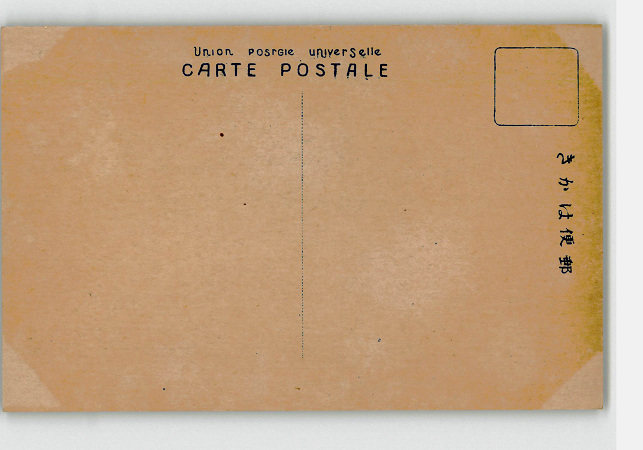 Union postale universelle
CARTE POSTALE
きかは便郵